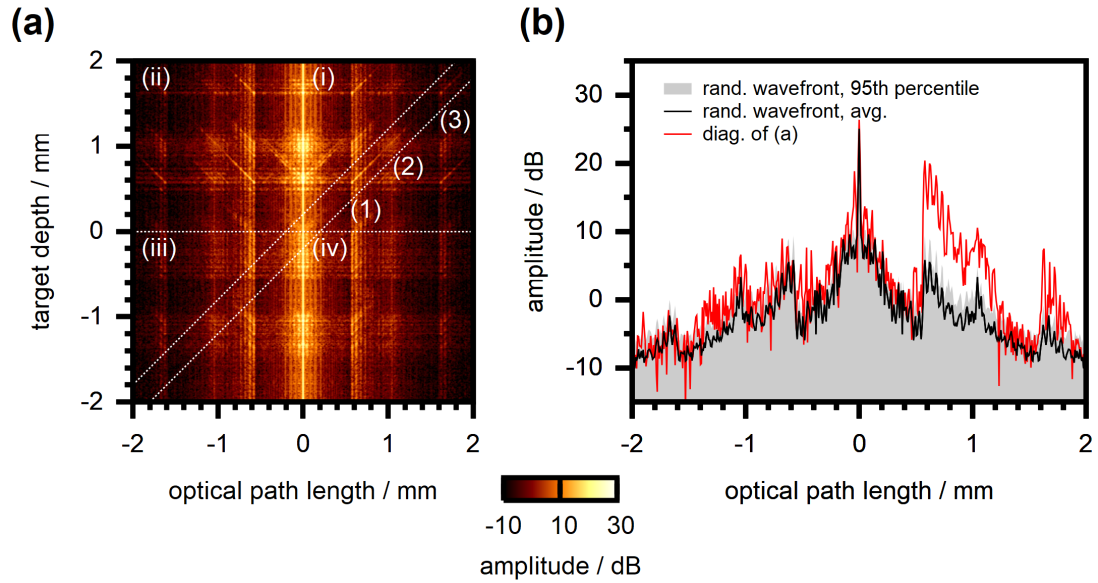 (a)
(b)
2
1
0
-1
-2
target depth / mm
(ii)
(i)
(3)
(2)
(1)
(iii)
(iv)
-2
-1
0
1
2
optical path length / mm
-10
10
30
amplitude / dB
30
20
10
0
-10
amplitude / dB
rand. wavefront, 95th percentile
rand. wavefront, avg.
diag. of (a)
-2
-1
0
1
2
optical path length / mm